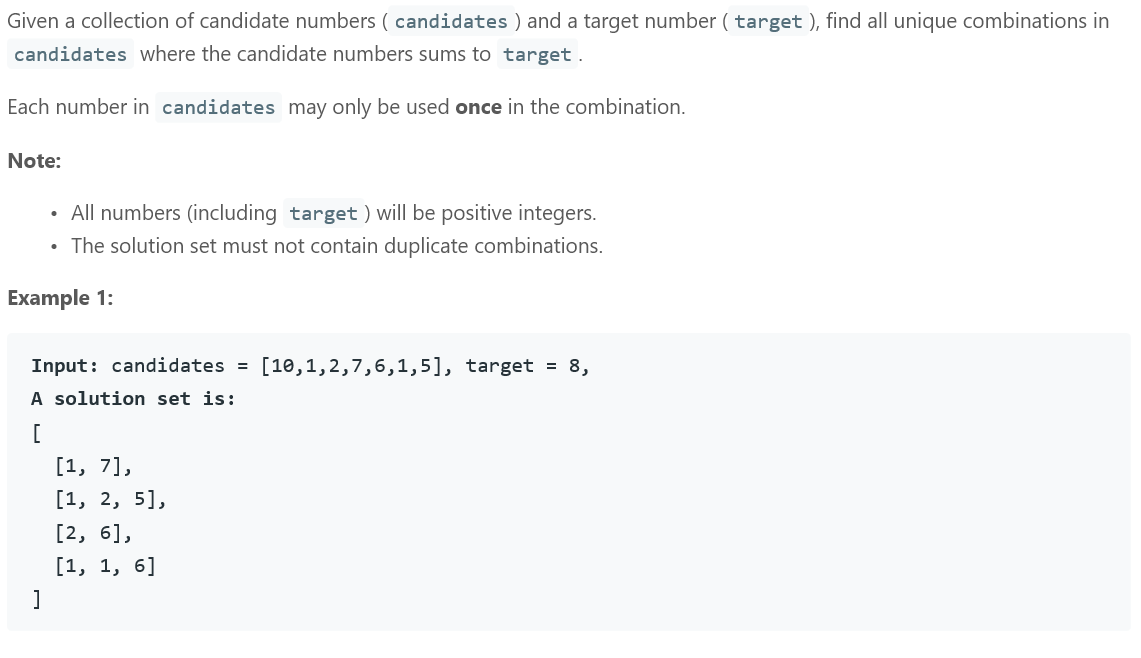 Given a collection of candidate numbers ( candidates ) and a target number ( target ), find all unique combinations in
candidates where the candidate numbers sums to target .
Each number in candidates may only be used once in the combination.
Note:
• All numbers (including target ) will be positive integers.
• The solution set must not contain duplicate combinations.
Example 1:
Input: candidates = [10,1,2,7,6,1,5], target = 8,
A solution set is:
[
[1, 7],
[1, 2, 5],
[2, 6],
[1, 1, 6]
]